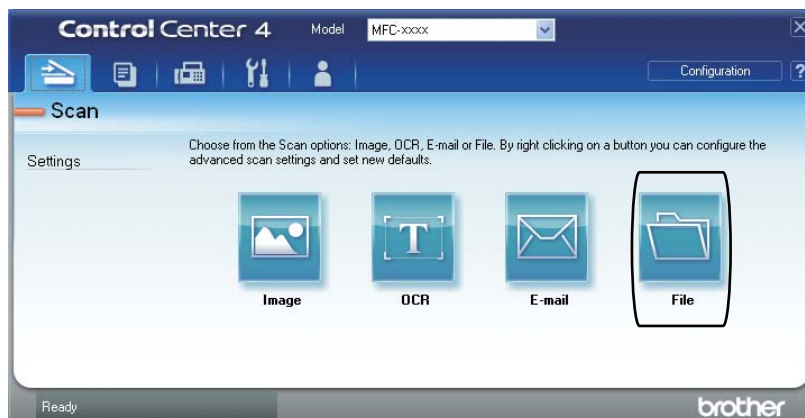 Control Center 4 Model MFC-xxxx
Configuration ?
Scan
Choose from the Scan options: Image, OCR, E-mail or File. By right clicking on a button you can configure the
advanced scan settings and set new defaults.
Settings
T
Image OCR E-mail File
Ready
brother